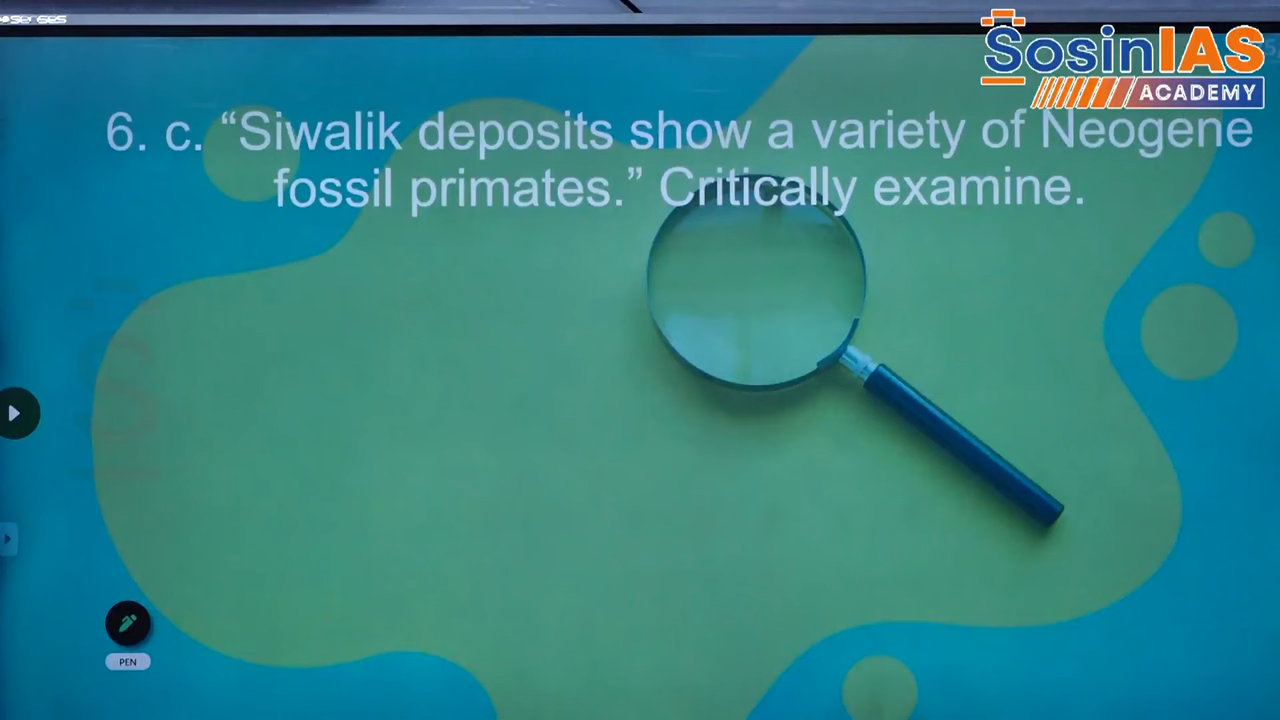 SosinIAS
ACADEMY
6. c. “Siwalik deposits show a variety of Neogene
fossil primates.” Critically examine.
PEN